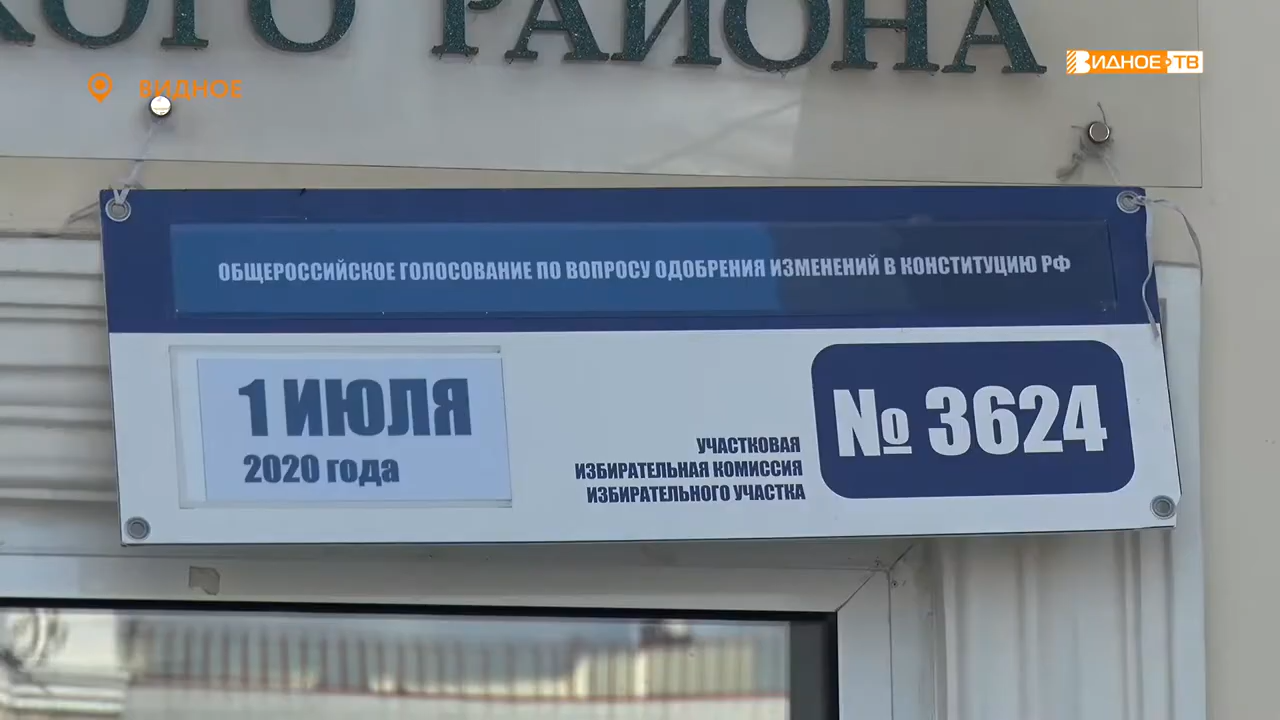 РАЙОНА
ВИДНОЕ ТВ
ВИДНОЕ
ОБЩЕРОССИЙСКОЕ ГОЛОСОВАНИЕ ПО ВОПРОСУ ОДОБРЕНИЯ ИЗМЕНЕНИЙ В КОНСТИТУЦИЮ РФ
1 ИЮЛЯ
2020 года
УЧАСТКОВАЯ
ИЗБИРАТЕЛЬНАЯ КОМИССИЯ
ИЗБИРАТЕЛЬНОГО УЧАСТКА
№ 3624